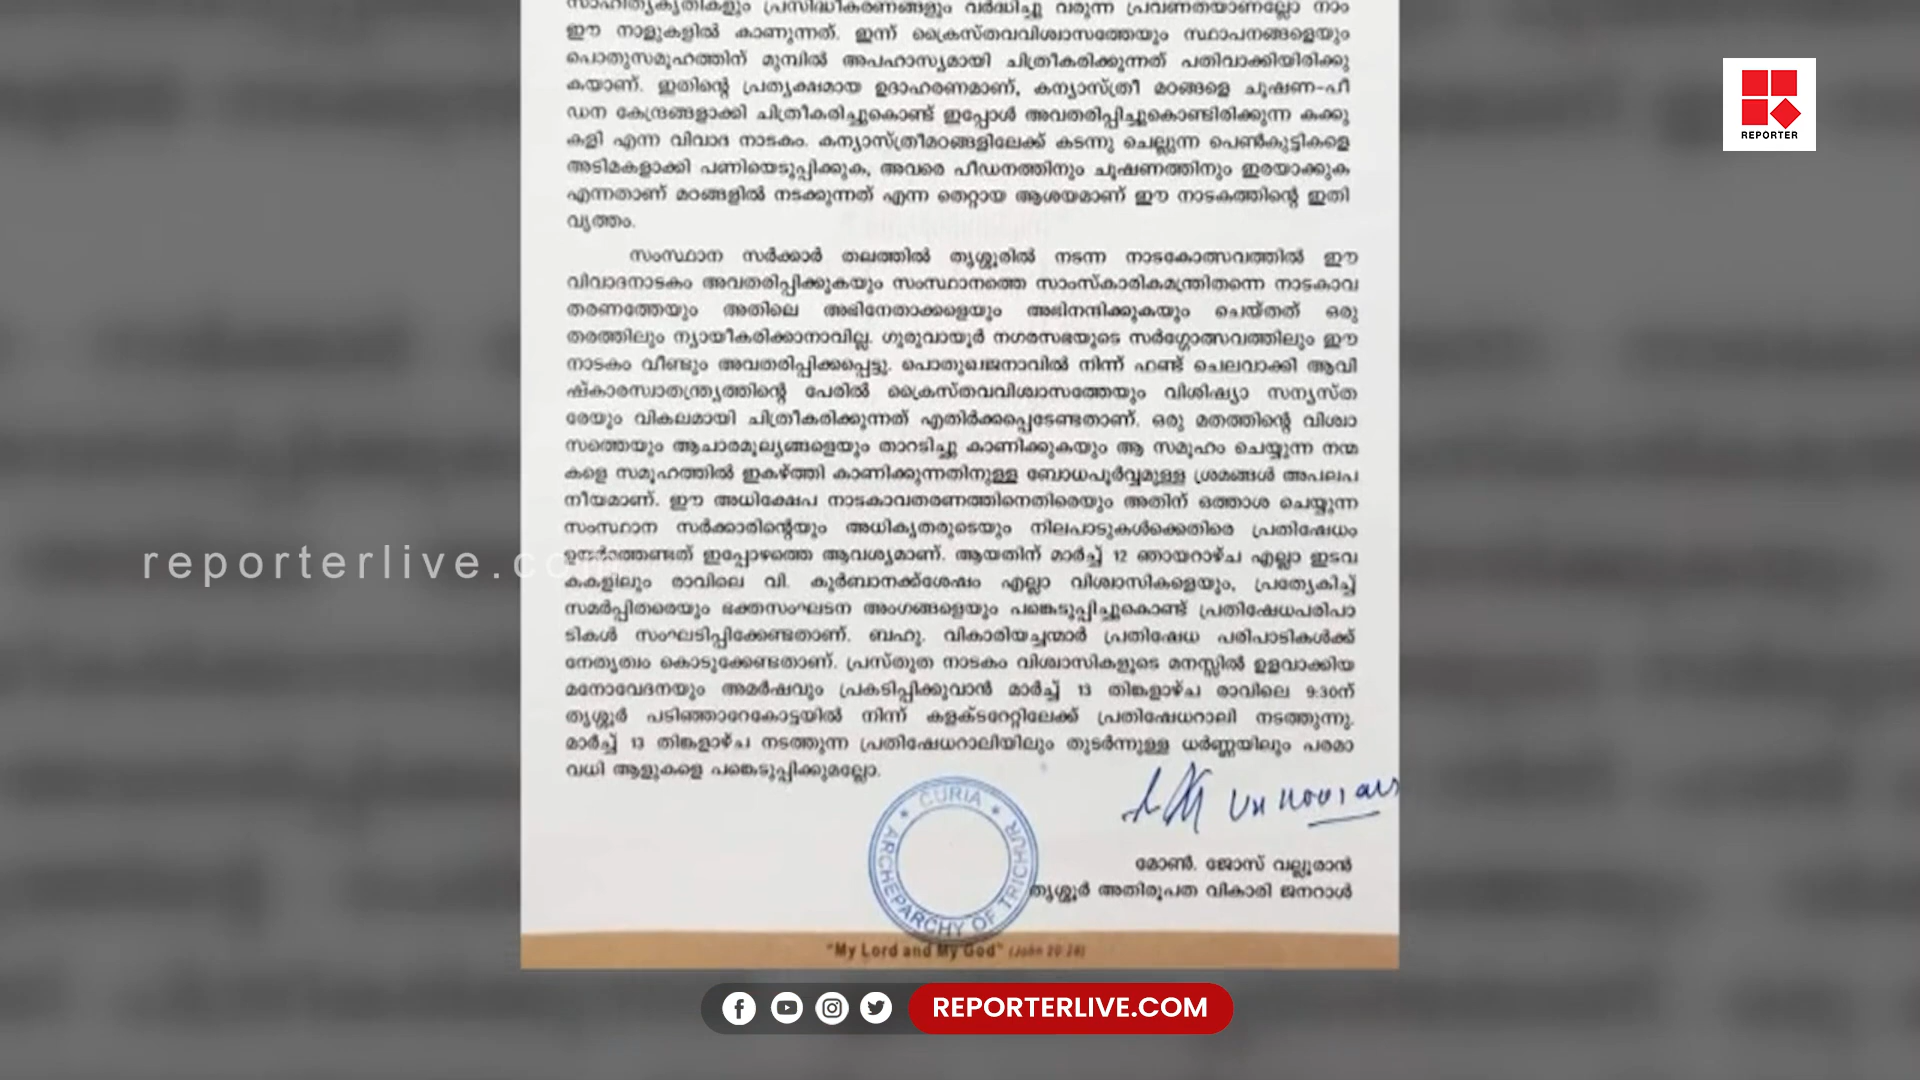 സാഹിത്യകൃതികളും പ്രസിദ്ധീകരണങ്ങളും വർദ്ധിച്ചു വരുന്ന പ്രവണതയാണല്ലോ നാം
ഈ നാളുകളിൽ കാണുന്നത്. ഇന്ന് ക്രൈസ്തവവിശ്വാസത്തേയും സ്ഥാപനങ്ങളെയും
പൊതുസമൂഹത്തിന് മുമ്പിൽ അപഹാസ്യമായി ചിത്രീകരിക്കുന്നത് പതിവാക്കിയിരിക്കു
കയാണ്. ഇതിന്റെ പ്രത്യക്ഷമായ ഉദാഹരണമാണ്, കന്യാസ്ത്രീ മഠങ്ങളെ ചൂഷണ-പീ
ഡന കേന്ദ്രങ്ങളാക്കി ചിത്രീകരിച്ചുകൊണ്ട് ഇപ്പോൾ അവതരിപ്പിച്ചുകൊണ്ടിരിക്കുന്ന കക്കു
കളി എന്ന വിവാദ നാടകം. കന്യാസ്ത്രീമഠങ്ങളിലേക്ക് കടന്നു ചെല്ലുന്ന പെൺകുട്ടികളെ
അടിമകളാക്കി പണിയെടുപ്പിക്കുക, അവരെ പീഡനത്തിനും ചൂഷണത്തിനും ഇരയാക്കുക
എന്നതാണ് മഠങ്ങളിൽ നടക്കുന്നത് എന്ന തെറ്റായ ആശയമാണ് ഈ നാടകത്തിന്റെ ഇതി
വൃത്തം.
സംസ്ഥാന സർക്കാർ തലത്തിൽ തൃശ്ശൂരിൽ നടന്ന നാടകോത്സവത്തിൽ ഈ
വിവാദനാടകം അവതരിപ്പിക്കുകയും സംസ്ഥാനത്തെ സാംസ്കാരികമന്ത്രിതന്നെ നാടകാവ
തരണത്തേയും അതിലെ അഭിനേതാക്കളെയും അഭിനന്ദിക്കുകയും ചെയ്തത് ഒരു
തരത്തിലും ന്യായീകരിക്കാനാവില്ല. ഗുരുവായൂർ നഗരസഭയുടെ സർഗ്ഗോത്സവത്തിലും ഈ
നാടകം വീണ്ടും അവതരിപ്പിക്കപ്പെട്ടു. പൊതുഖജനാവിൽ നിന്ന് ഫണ്ട് ചെലവാക്കി ആവി
ഷ്കാരസ്വാതന്ത്ര്യത്തിന്റെ പേരിൽ ക്രൈസ്തവവിശ്വാസത്തേയും വിശിഷ്യാ സന്യസ്ത
രേയും വികലമായി ചിത്രീകരിക്കുന്നത് എതിർക്കപ്പെടേണ്ടതാണ്. ഒരു മതത്തിന്റെ വിശ്വാ
സത്തെയും ആചാരമൂല്യങ്ങളെയും താറടിച്ചു കാണിക്കുകയും ആ സമൂഹം ചെയ്യുന്ന നന്മ
കളെ സമൂഹത്തിൽ ഇകഴ്ത്തി കാണിക്കുന്നതിനുള്ള ബോധപൂർവ്വമുള്ള ശ്രമങ്ങൾ അപലപ
നീയമാണ്. ഈ അധിക്ഷേപ നാടകാവതരണത്തിനെതിരെയും അതിന് ഒത്താശ ചെയ്യുന്ന
സംസ്ഥാന സർക്കാരിന്റെയും അധികൃതരുടെയും നിലപാടുകൾക്കെതിരെ പ്രതിഷേധം
ഉയർത്തേണ്ടത് ഇപ്പോഴത്തെ ആവശ്യമാണ്. ആയതിന് മാർച്ച് 12 ഞായറാഴ്ച എല്ലാ ഇടവ
കകളിലും രാവിലെ വി. കുർബാനക്ക്ശേഷം എല്ലാ വിശ്വാസികളെയും, പ്രത്യേകിച്ച്
സമർപ്പിതരെയും ഭക്തസംഘടന അംഗങ്ങളെയും പങ്കെടുപ്പിച്ചുകൊണ്ട് പ്രതിഷേധപരിപാ
ടികൾ സംഘടിപ്പിക്കേണ്ടതാണ്. ബഹു. വികാരിയച്ചന്മാർ പ്രതിഷേധ പരിപാടികൾക്ക്
നേതൃത്വം കൊടുക്കേണ്ടതാണ്. പ്രസ്തുത നാടകം വിശ്വാസികളുടെ മനസ്സിൽ ഉളവാക്കിയ
മനോവേദനയും അമർഷവും പ്രകടിപ്പിക്കുവാൻ മാർച്ച് 13 തിങ്കളാഴ്ച രാവിലെ 9:30ന്
തൃശ്ശൂർ പടിഞ്ഞാറേകോട്ടയിൽ നിന്ന് കളക്ടറേറ്റിലേക്ക് പ്രതിഷേധറാലി നടത്തുന്നു.
മാർച്ച് 13 തിങ്കളാഴ്ച നടത്തുന്ന പ്രതിഷേധറാലിയിലും തുടർന്നുള്ള ധർണ്ണയിലും പരമാ
വധി ആളുകളെ പങ്കെടുപ്പിക്കുമല്ലോ.
CURIA
ARCHEPARCHY OF TRICHUR
മോൺ. ജോസ് വല്ലൂരാൻ
തൃശ്ശൂർ അതിരൂപത വികാരി ജനറാൾ
"My Lord and My God" (John 20:28)
reporterlive.com
REPORTER
REPORTERLIVE.COM